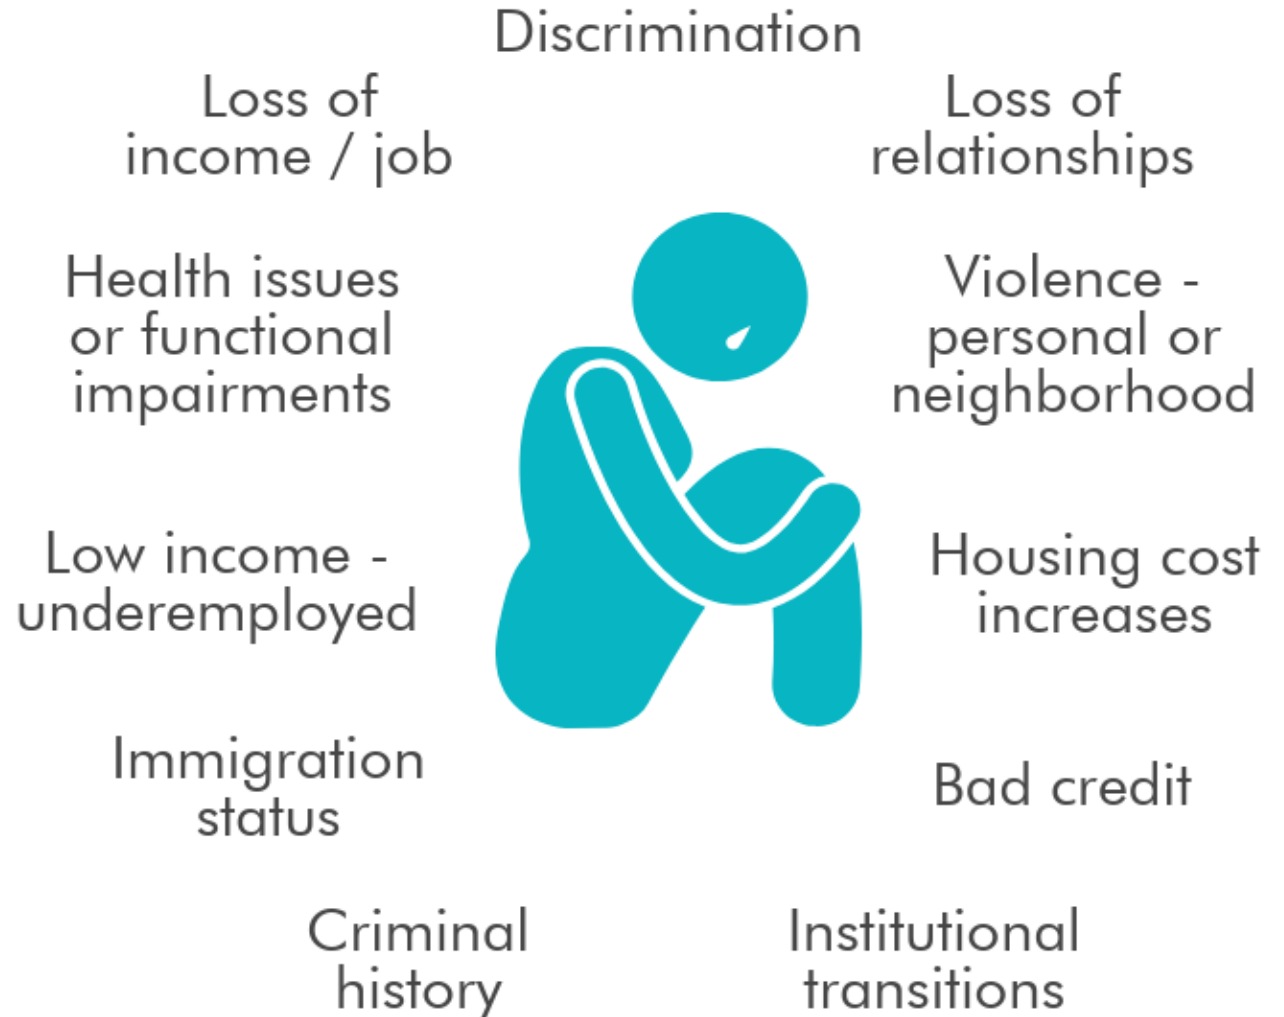 Discrimination
Loss of
income / job
Loss of
relationships
Health issues
or functional
impairments
Violence -
personal or
neighborhood
Low income -
underemployed
Housing cost
increases
Immigration
status
Bad credit
Criminal
history
Institutional
transitions